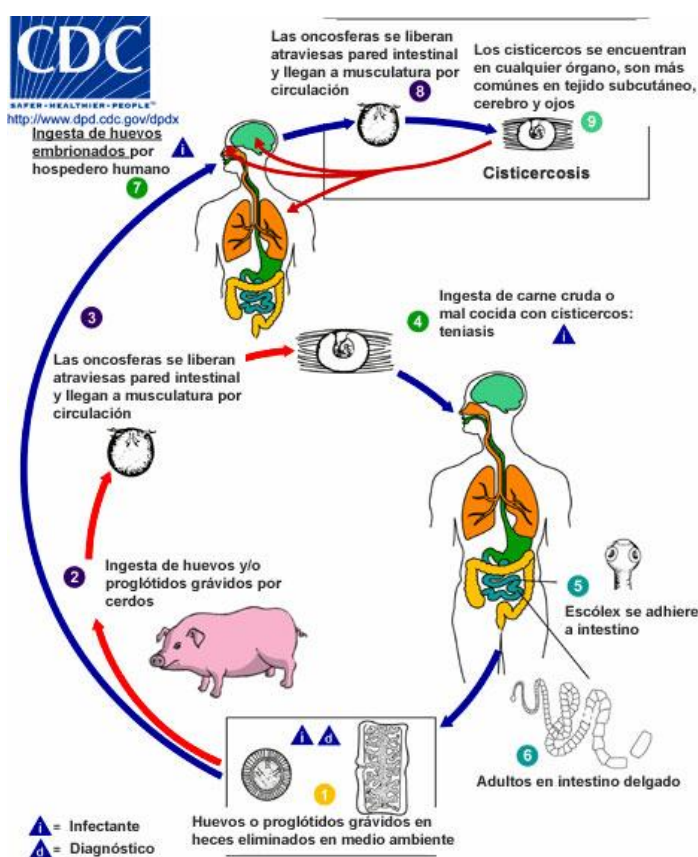 CDC
SAFER • HEALTHIER • PEOPLE™
http://www.dpd.cdc.gov/dpdx
Las oncosferas se liberan
atraviesas pared intestinal
y llegan a musculatura por
circulación
8
Los cisticercos se encuentran
en cualquier órgano, son más
comúnes en tejido subcutáneo,
cerebro y ojos
9
Cisticercosis
Ingesta de huevos
embrionados por
hospedero humano
i
7
3
Las oncosferas se liberan
atraviesas pared intestinal
y llegan a musculatura por
circulación
4
Ingesta de carne cruda o
mal cocida con cisticercos:
teniasis
i
2
Ingesta de huevos y/o
proglótidos grávidos por
cerdos
5
Escólex se adhiere
a intestino
6
Adultos en intestino delgado
i
d
1
Huevos o proglótidos grávidos en
heces eliminados en medio ambiente
i = Infectante
d = Diagnóstico